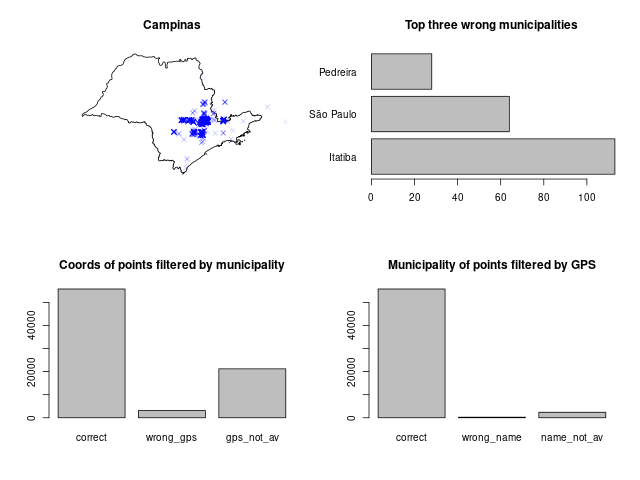 Campinas
Top three wrong municipalities
Pedreira
São Paulo
Itatiba
0 20 40 60 80 100
Coords of points filtered by municipality
40000
20000
0
correct wrong_gps gps_not_av
Municipality of points filtered by GPS
40000
20000
0
correct wrong_name name_not_av